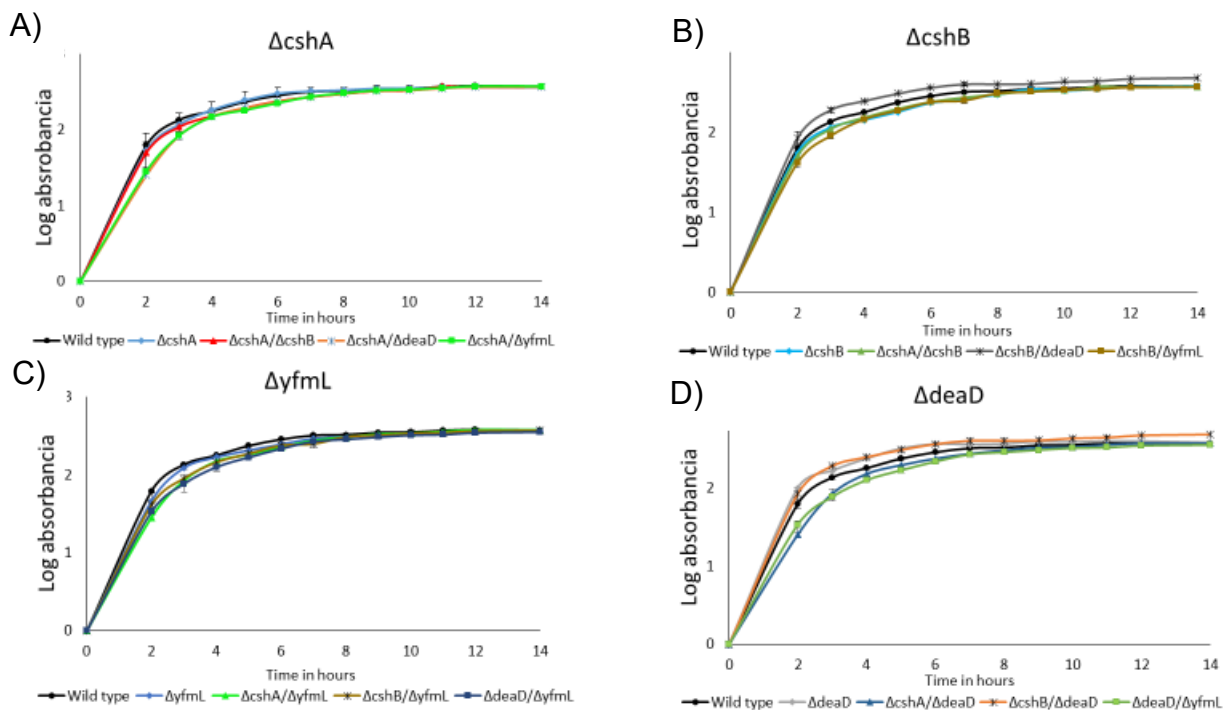 A)
ΔcshA
Log absrobancia
2
1
0
0 2 4 6 8 10 12 14
Time in hours
Wild type ΔcshA ΔcshA/ΔcshB ΔcshA/ΔdeaD ΔcshA/ΔyfmL
B)
ΔcshB
Log absorbancia
2
1
0
0 2 4 6 8 10 12 14
Time in hours
Wild type ΔcshB ΔcshA/ΔcshB ΔcshB/ΔdeaD ΔcshB/ΔyfmL
C)
ΔyfmL
Log absorbancia
3
2
1
0
0 2 4 6 8 10 12 14
Time in hours
Wild type ΔyfmL ΔcshA/ΔyfmL ΔcshB/ΔyfmL ΔdeaD/ΔyfmL
D)
ΔdeaD
Log absorbancia
2
1
0
0 2 4 6 8 10 12 14
Time in hours
Wild type ΔdeaD ΔcshA/ΔdeaD ΔcshB/ΔdeaD ΔdeaD/ΔyfmL